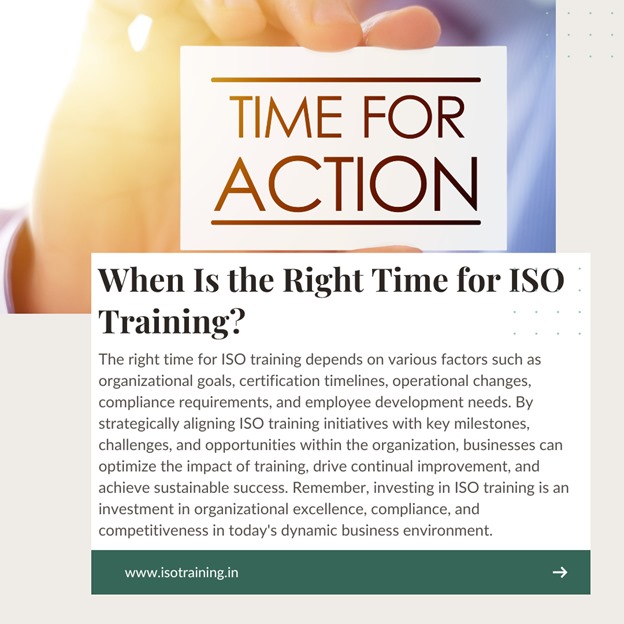 TIME FOR
ACTION
When Is the Right Time for ISO
Training?
The right time for ISO training depends on various factors such as
organizational goals, certification timelines, operational changes,
compliance requirements, and employee development needs. By
strategically aligning ISO training initiatives with key milestones,
challenges, and opportunities within the organization, businesses can
optimize the impact of training, drive continual improvement, and
achieve sustainable success. Remember, investing in ISO training is an
investment in organizational excellence, compliance, and
competitiveness in today's dynamic business environment.
www.isotraining.in